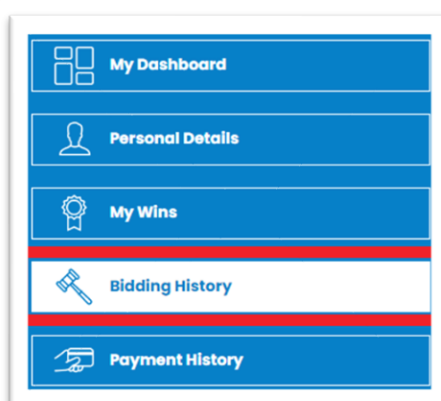 My Dashboard
Personal Details
My Wins
Bidding History
Payment History